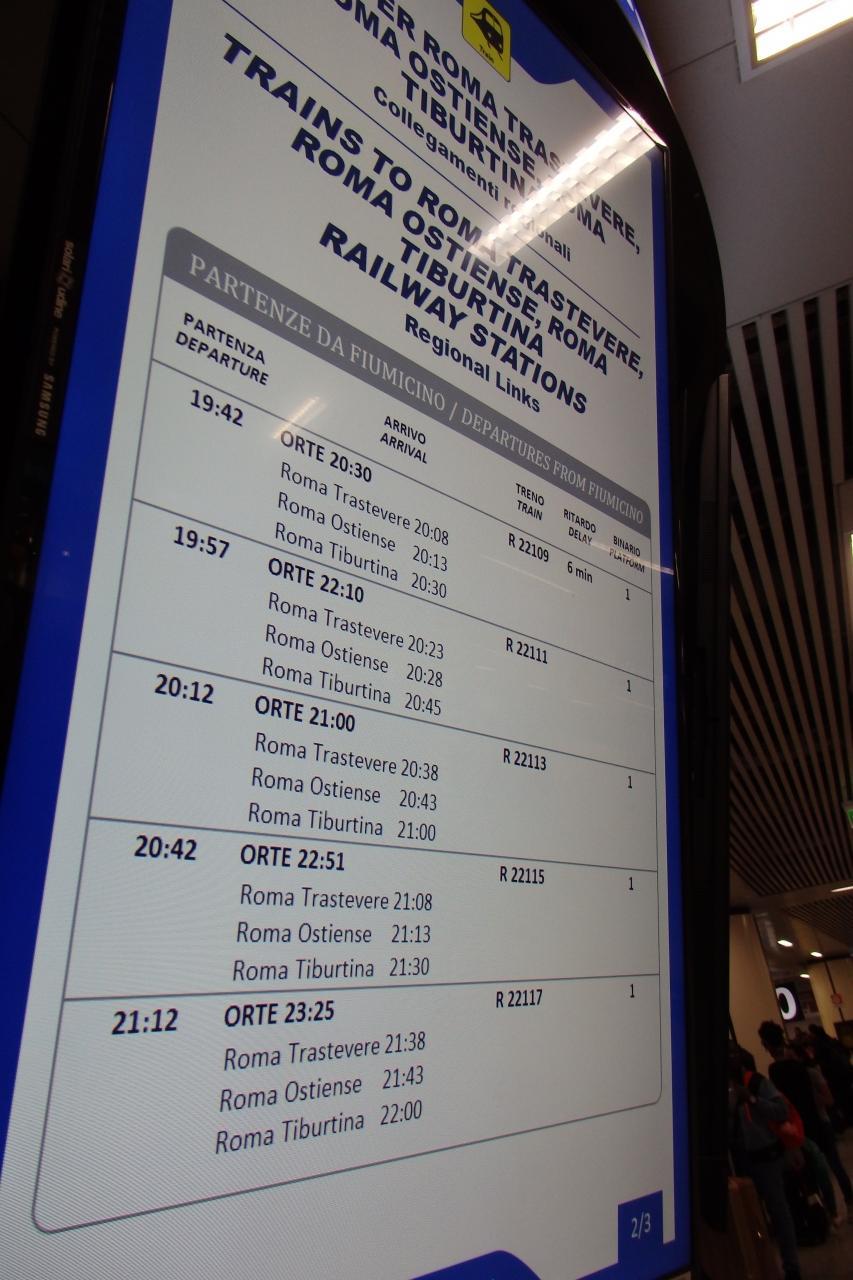 Train
ROMA OSTIENSE,
TIBURTINA
Collegamenti regionali
TRAINS TO ROMA TRASTEVERE,
ROMA OSTIENSE, ROMA
TIBURTINA
RAILWAY STATIONS
Regional Links
PARTENZE DA FIUMICINO / DEPARTURES FROM FIUMICINO
PARTENZA ARRIVO TRENO RITARDO BINARIO
DEPARTURE ARRIVAL TRAIN DELAY PLATFORM
19:42 ORTE 20:30 R 22109 6 min 1
Roma Trastevere 20:08
Roma Ostiense 20:13
Roma Tiburtina 20:30
19:57 ORTE 22:10 R 22111 1
Roma Trastevere 20:23
Roma Ostiense 20:28
Roma Tiburtina 20:45
20:12 ORTE 21:00 R 22113 1
Roma Trastevere 20:38
Roma Ostiense 20:43
Roma Tiburtina 21:00
20:42 ORTE 22:51 R 22115 1
Roma Trastevere 21:08
Roma Ostiense 21:13
Roma Tiburtina 21:30
21:12 ORTE 23:25 R 22117 1
Roma Trastevere 21:38
Roma Ostiense 21:43
Roma Tiburtina 22:00
2/3
solari udine
SAMSUNG